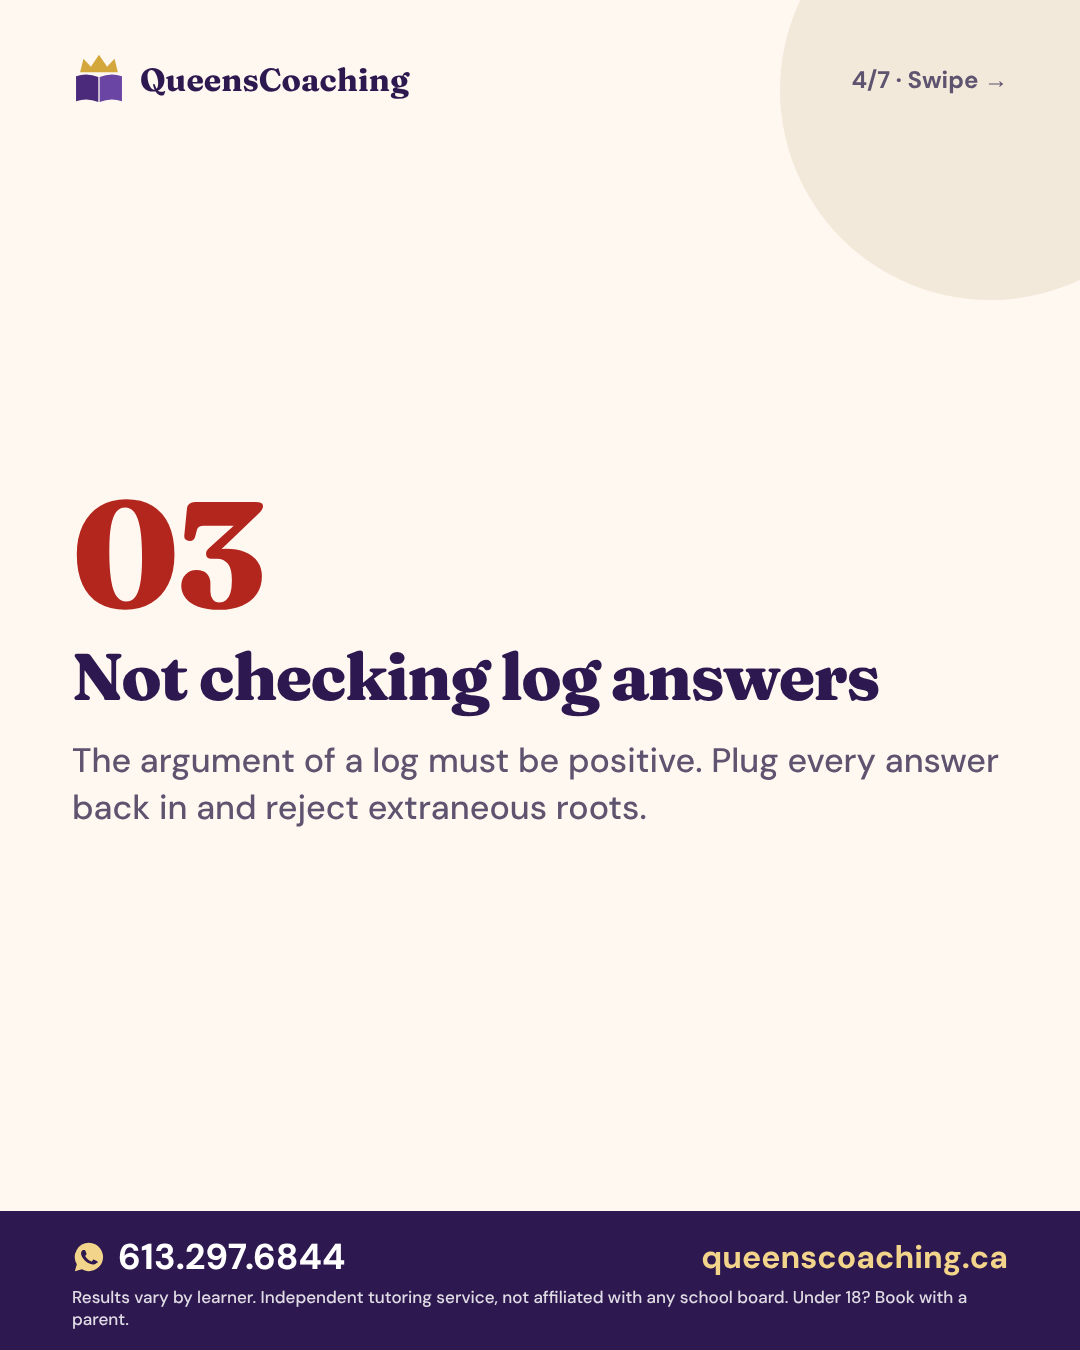 QueensCoaching
4/7 · Swipe →
03
Not checking log answers
The argument of a log must be positive. Plug every answer
back in and reject extraneous roots.
613.297.6844
queenscoaching.ca
Results vary by learner. Independent tutoring service, not affiliated with any school board. Under 18? Book with a
parent.